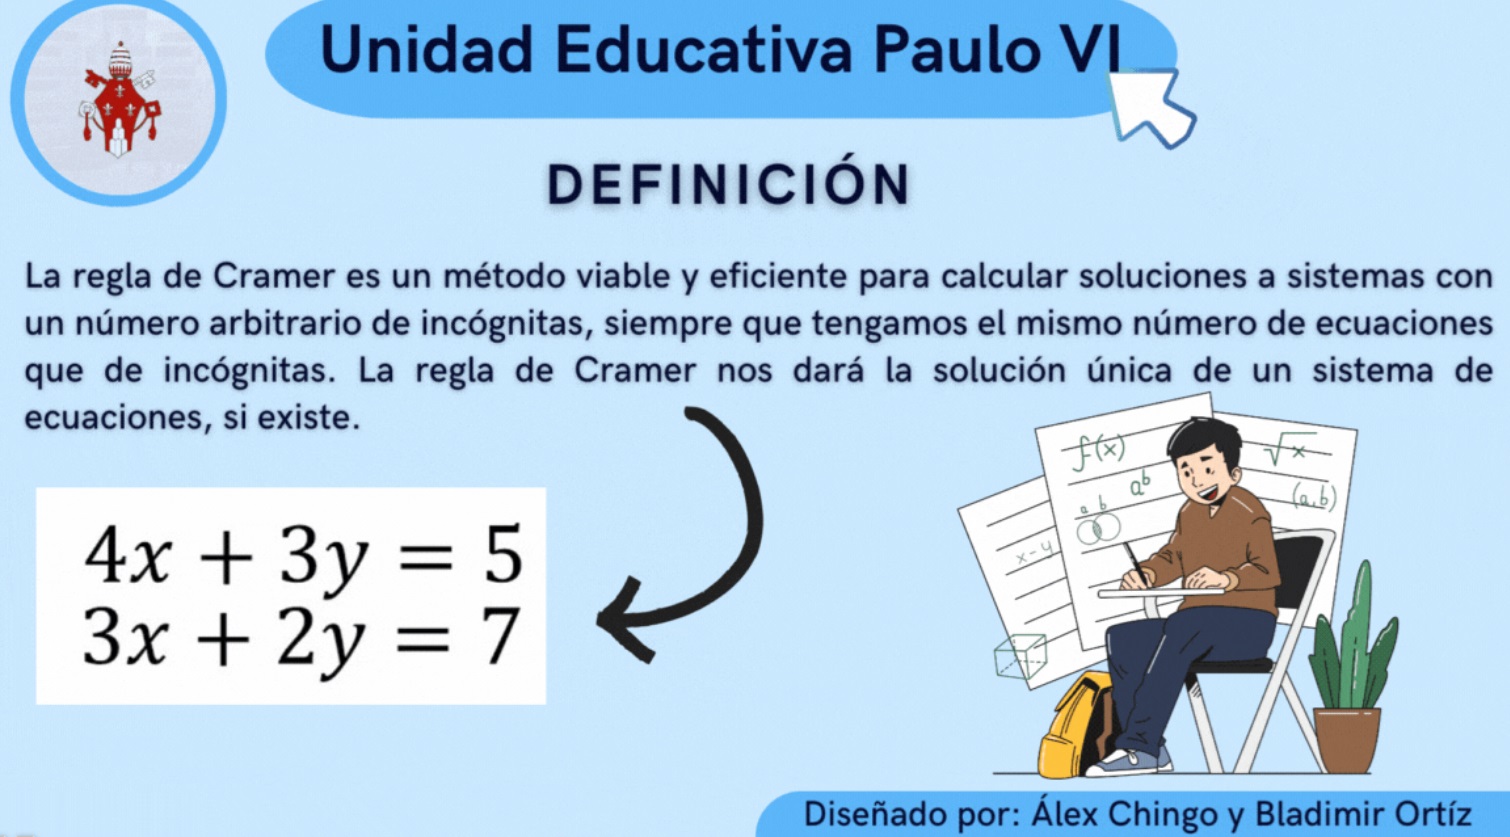 Unidad Educativa Paulo VI
DEFINICIÓN
La regla de Cramer es un método viable y eficiente para calcular soluciones a sistemas con
un número arbitrario de incógnitas, siempre que tengamos el mismo número de ecuaciones
que de incógnitas. La regla de Cramer nos dará la solución única de un sistema de
ecuaciones, si existe.
4x + 3y = 5
3x + 2y = 7
f(x)
√x
a^b
(a,b)
a b
x-y
Diseñado por: Álex Chingo y Bladimir Ortíz